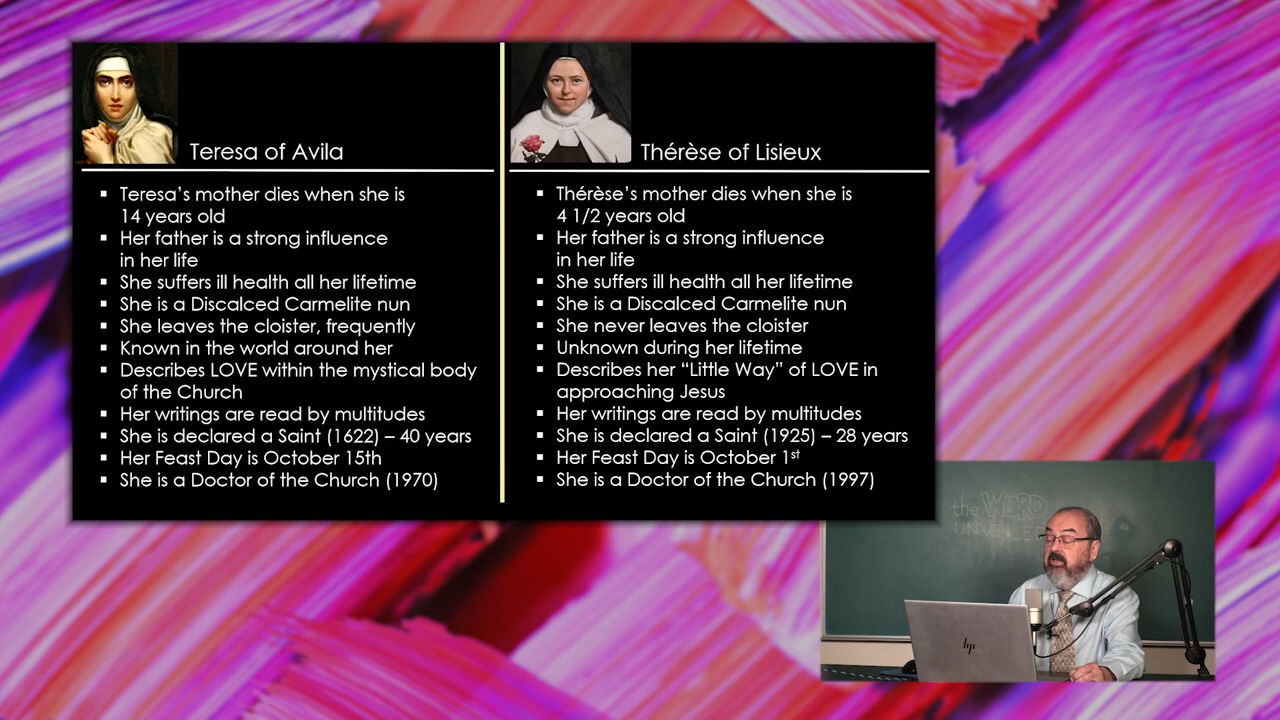 Teresa of Avila
▪ Teresa's mother dies when she is
14 years old
▪ Her father is a strong influence
in her life
▪ She suffers ill health all her lifetime
▪ She is a Discalced Carmelite nun
▪ She leaves the cloister, frequently
▪ Known in the world around her
▪ Describes LOVE within the mystical body
of the Church
▪ Her writings are read by multitudes
▪ She is declared a Saint (1622) – 40 years
▪ Her Feast Day is October 15th
▪ She is a Doctor of the Church (1970)
Thérèse of Lisieux
▪ Thérèse's mother dies when she is
4 1/2 years old
▪ Her father is a strong influence
in her life
▪ She suffers ill health all her lifetime
▪ She is a Discalced Carmelite nun
▪ She never leaves the cloister
▪ Unknown during her lifetime
▪ Describes her “Little Way” of LOVE in
approaching Jesus
▪ Her writings are read by multitudes
▪ She is declared a Saint (1925) – 28 years
▪ Her Feast Day is October 1st
▪ She is a Doctor of the Church (1997)
the WORD
hp